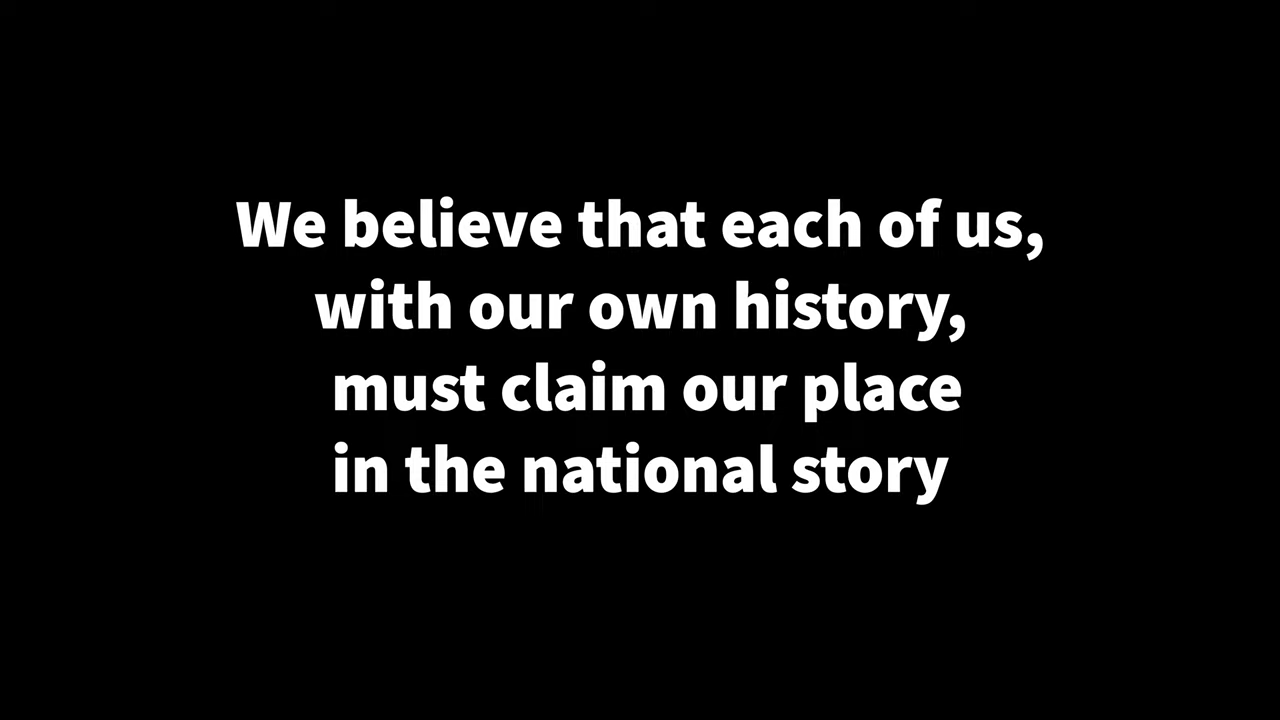 We believe that each of us,
with our own history,
must claim our place
in the national story